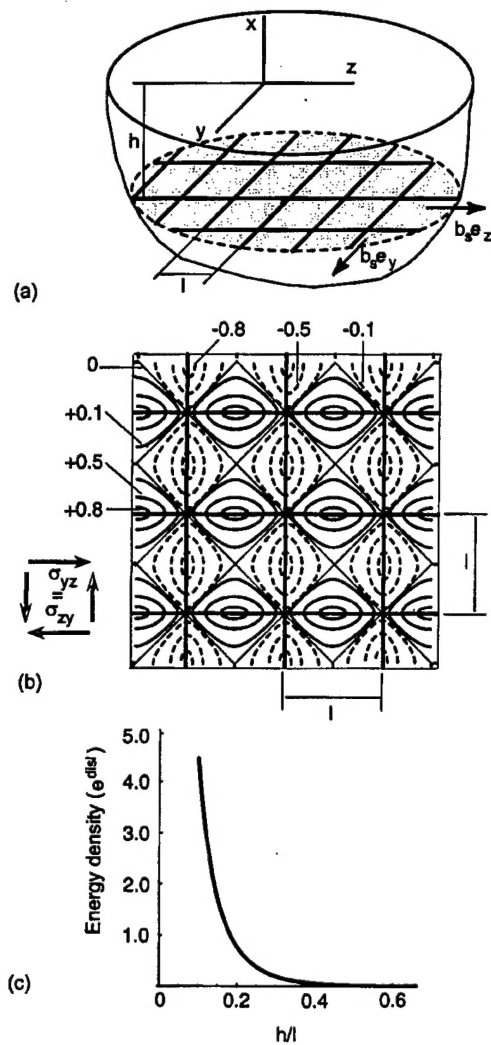 x
z
y
h
b_s e_z
b_s e_y
l
(a)
-0.8 -0.5 -0.1
0
+0.1
+0.5
+0.8
σ_yz
=
σ_zy
l
l
(b)
Energy density (e^disl)
5.0
4.0
3.0
2.0
1.0
0 0.2 0.4 0.6
h/l
(c)